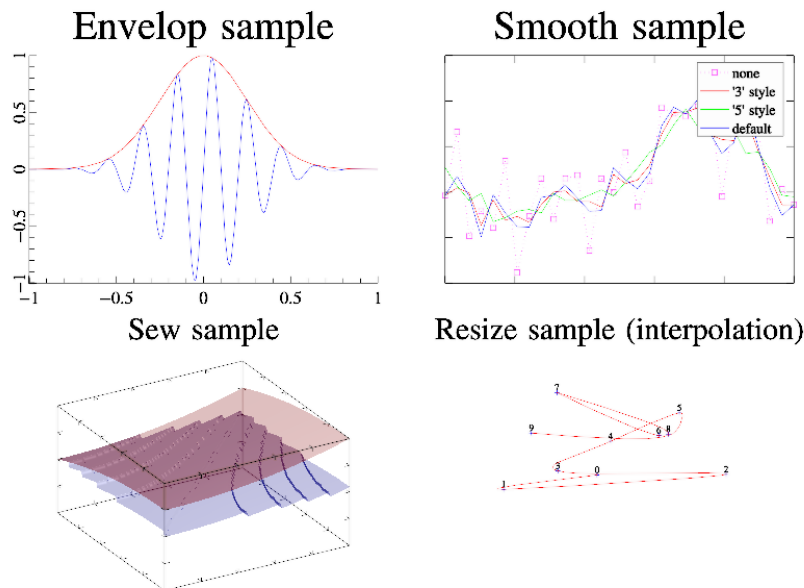 Envelop sample
Smooth sample
1
0.5
0
−0.5
−1
−1
−0.5
0
0.5
1
none
'3' style
'5' style
default
Sew sample
Resize sample (interpolation)
7
5
9
4
6
8
3
0
2
1